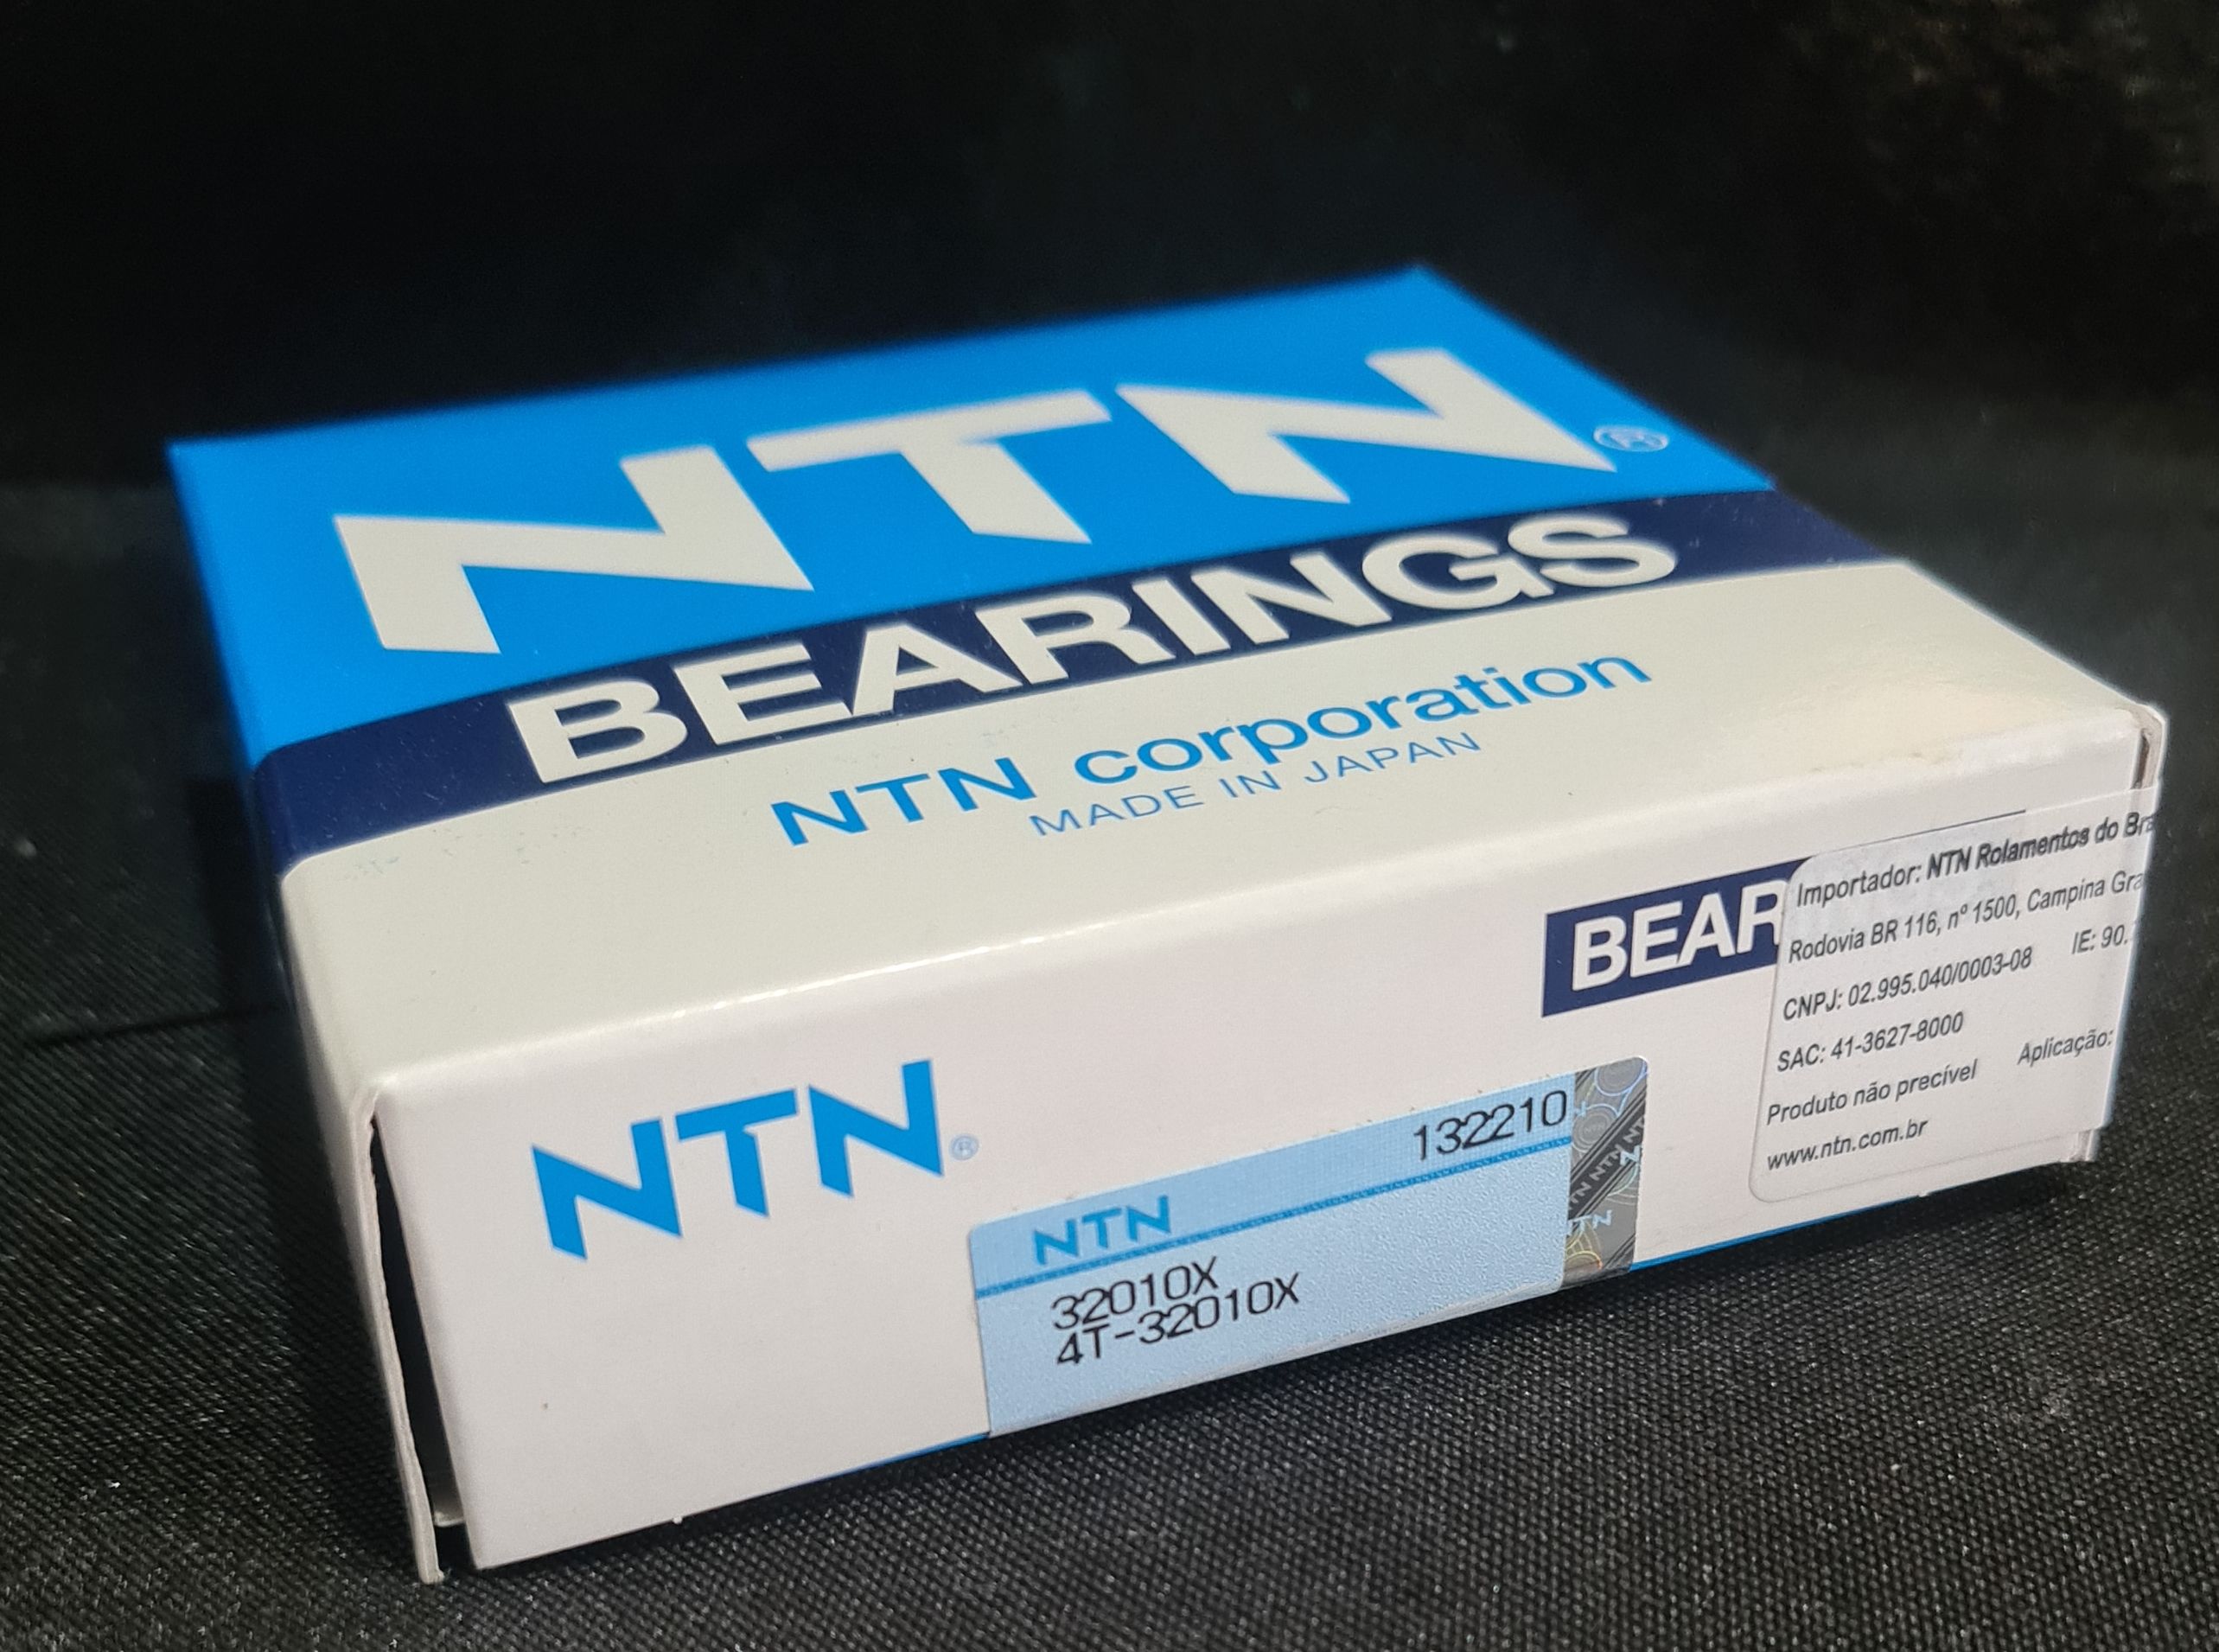 NTN ®
BEARINGS
NTN corporation
MADE IN JAPAN
NTN ®
BEAR
132210
NTN
32010X
4T-32010X
NTN NTN
Importador: NTN Rolamentos do Bra
Rodovia BR 116, nº 1500, Campina Gra
CNPJ: 02.995.040/0003-08 IE: 90.
SAC: 41-3627-8000
Produto não precível Aplicação:
www.ntn.com.br